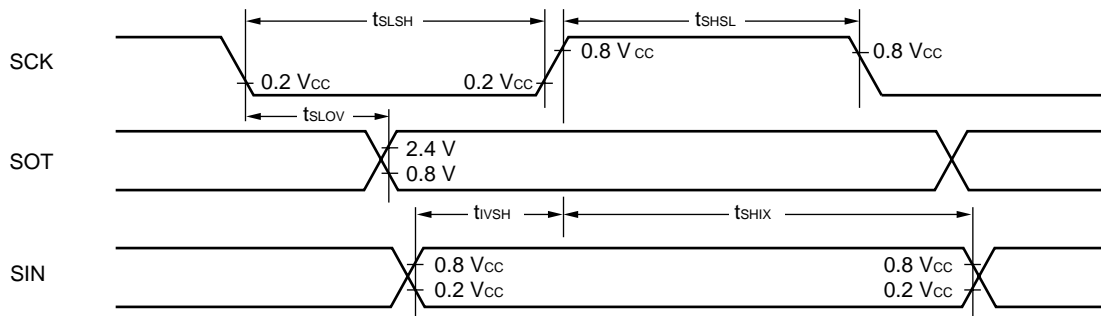 tSLSH
tSHSL
SCK
0.8 VCC
0.8 VCC
0.2 VCC
0.2 VCC
tSLOV
SOT
2.4 V
0.8 V
tIVSH
tSHIX
SIN
0.8 VCC
0.8 VCC
0.2 VCC
0.2 VCC